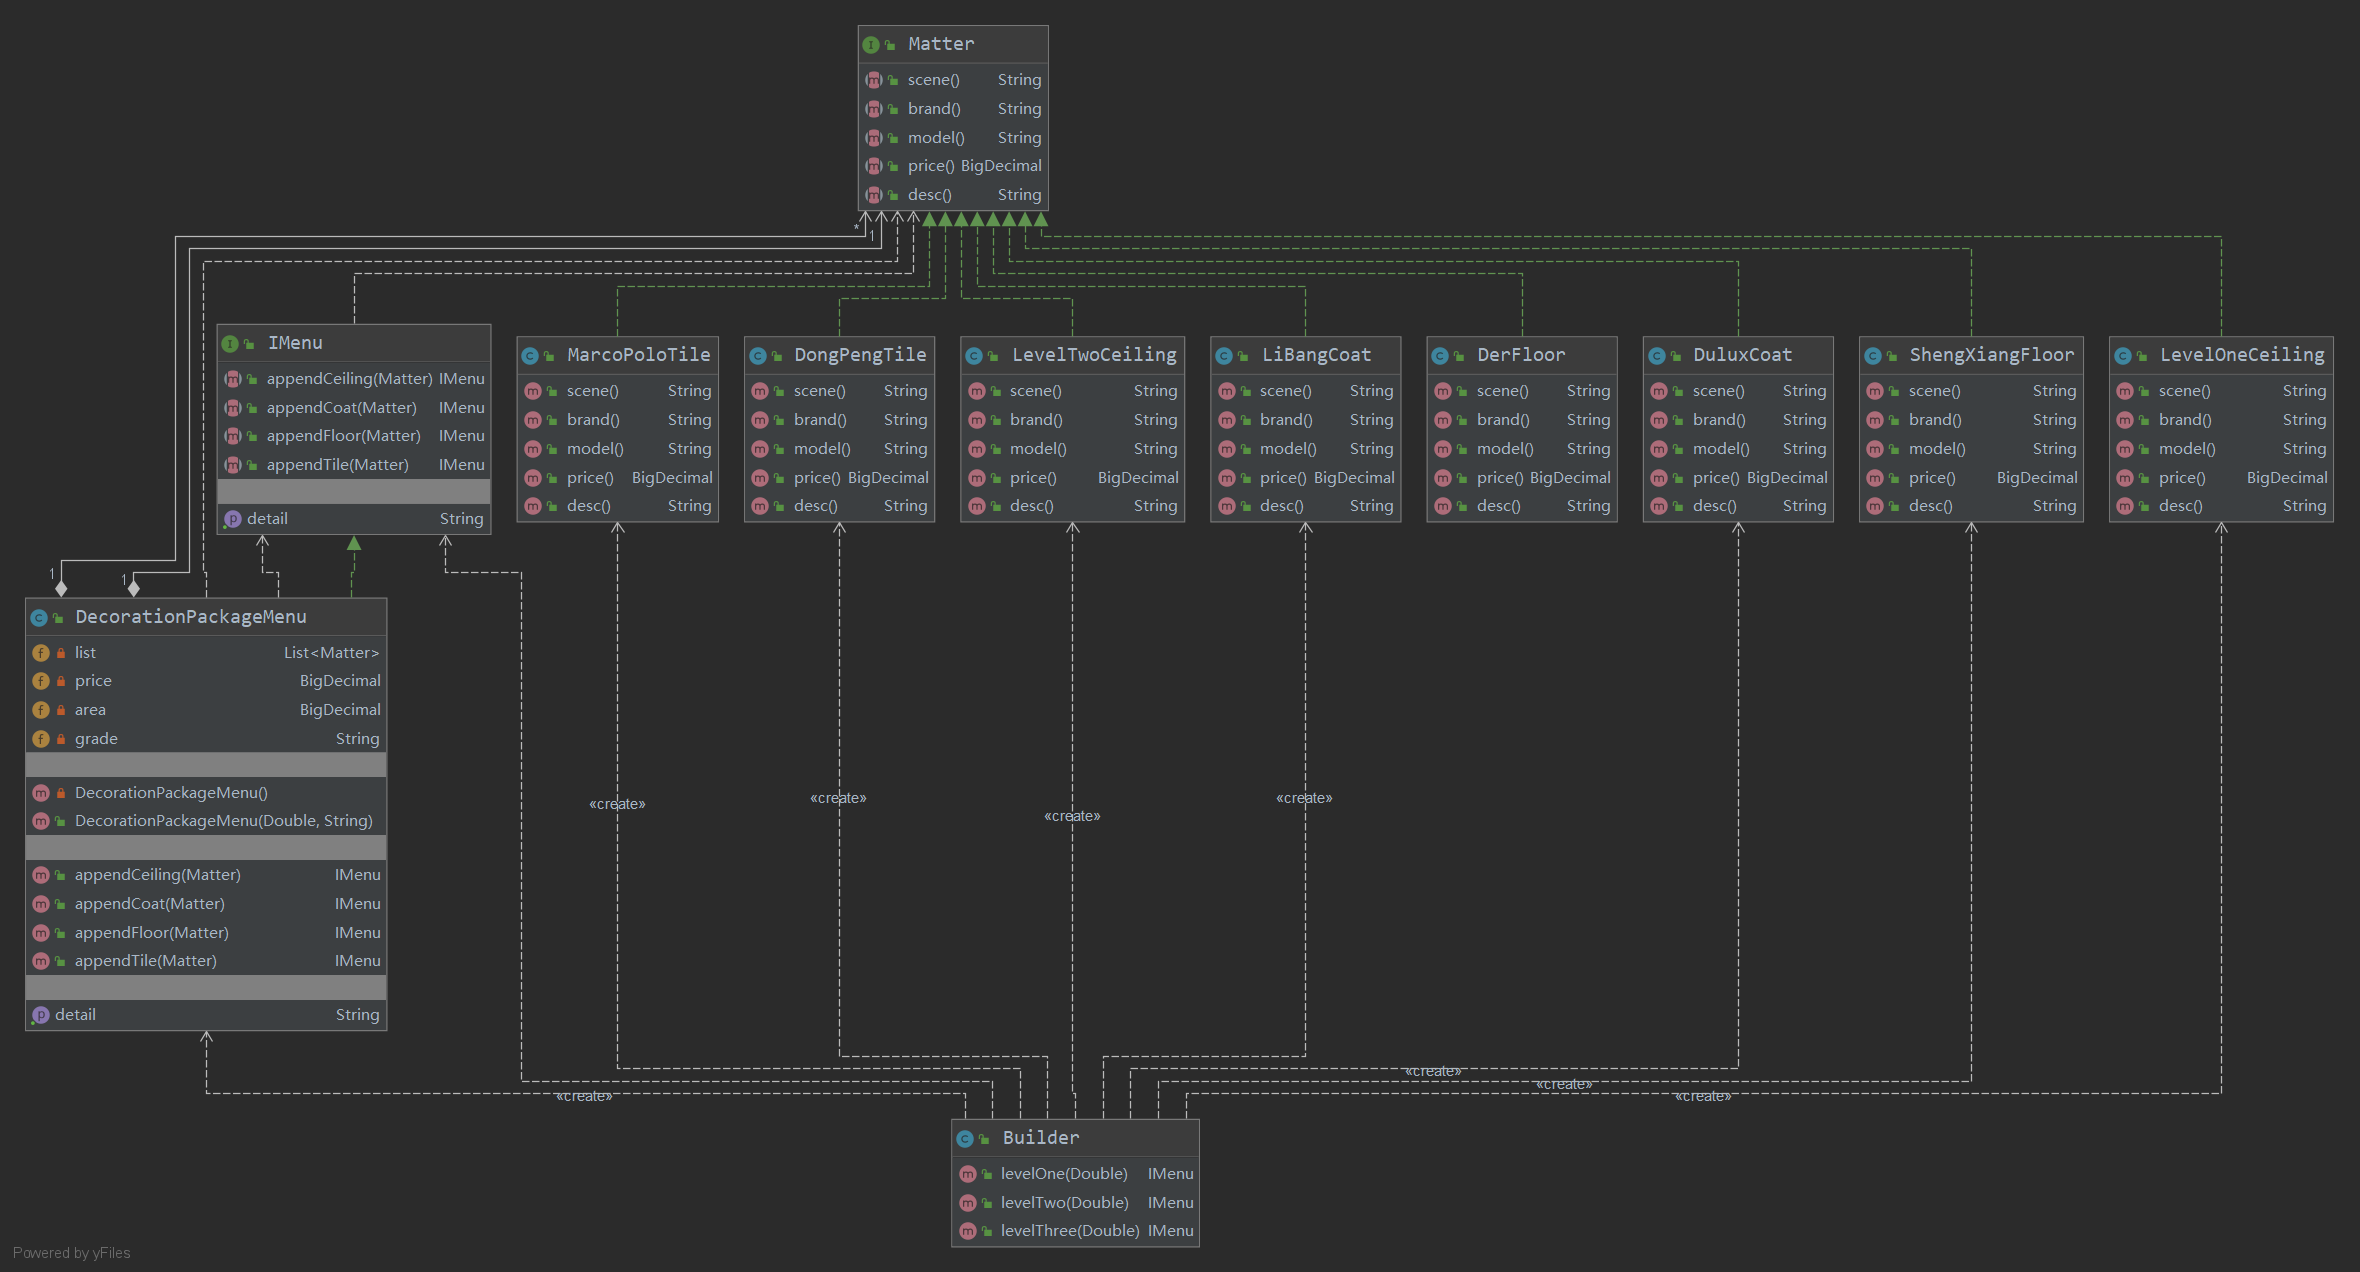 Matter
scene() String
brand() String
model() String
price() BigDecimal
desc() String
* 1
IMenu
appendCeiling(Matter) IMenu
appendCoat(Matter) IMenu
appendFloor(Matter) IMenu
appendTile(Matter) IMenu
detail String
MarcoPoloTile
scene() String
brand() String
model() String
price() BigDecimal
desc() String
DongPengTile
scene() String
brand() String
model() String
price() BigDecimal
desc() String
LevelTwoCeiling
scene() String
brand() String
model() String
price() BigDecimal
desc() String
LiBangCoat
scene() String
brand() String
model() String
price() BigDecimal
desc() String
DerFloor
scene() String
brand() String
model() String
price() BigDecimal
desc() String
DuluxCoat
scene() String
brand() String
model() String
price() BigDecimal
desc() String
ShengXiangFloor
scene() String
brand() String
model() String
price() BigDecimal
desc() String
LevelOneCeiling
scene() String
brand() String
model() String
price() BigDecimal
desc() String
1 1
DecorationPackageMenu
list List<Matter>
price BigDecimal
area BigDecimal
grade String
DecorationPackageMenu()
DecorationPackageMenu(Double, String)
appendCeiling(Matter) IMenu
appendCoat(Matter) IMenu
appendFloor(Matter) IMenu
appendTile(Matter) IMenu
detail String
«create»
«create»
«create»
«create»
«create»
«create»
«create»
«create»
Builder
levelOne(Double) IMenu
levelTwo(Double) IMenu
levelThree(Double) IMenu
Powered by yFiles